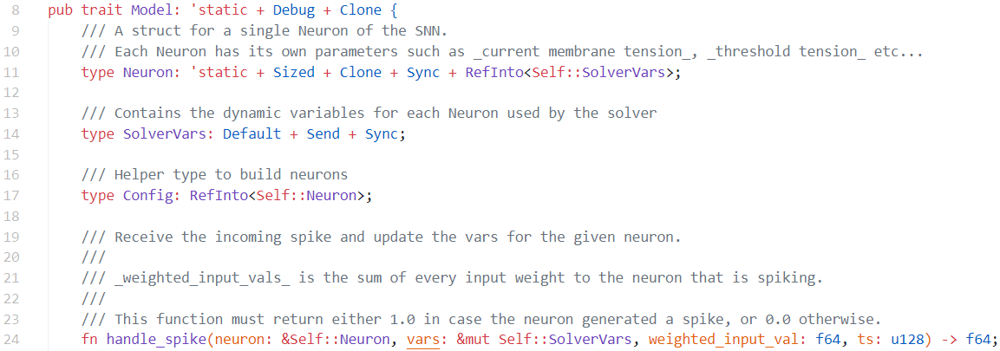 8 pub trait Model: 'static + Debug + Clone {
9 /// A struct for a single Neuron of the SNN.
10 /// Each Neuron has its own parameters such as _current membrane tension_, _threshold tension_ etc...
11 type Neuron: 'static + Sized + Clone + Sync + RefInto<Self::SolverVars>;
12
13 /// Contains the dynamic variables for each Neuron used by the solver
14 type SolverVars: Default + Send + Sync;
15
16 /// Helper type to build neurons
17 type Config: RefInto<Self::Neuron>;
18
19 /// Receive the incoming spike and update the vars for the given neuron.
20 ///
21 /// _weighted_input_vals_ is the sum of every input weight to the neuron that is spiking.
22 ///
23 /// This function must return either 1.0 in case the neuron generated a spike, or 0.0 otherwise.
24 fn handle_spike(neuron: &Self::Neuron, vars: &mut Self::SolverVars, weighted_input_val: f64, ts: u128) -> f64;